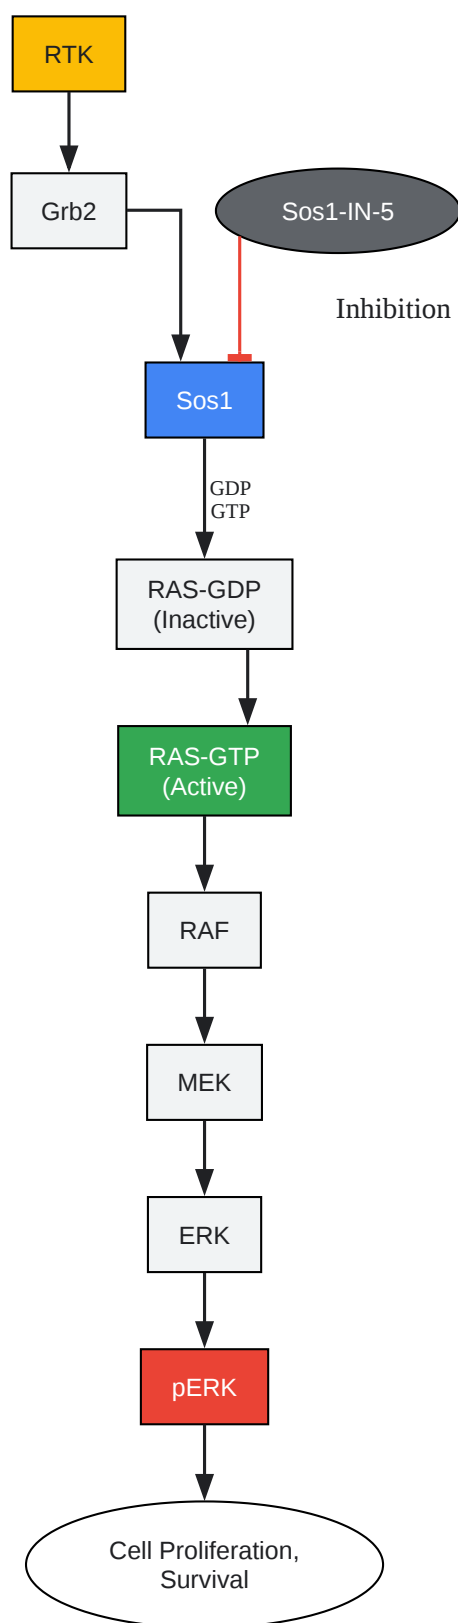 RTK
Grb2
Sos1-IN-5
Inhibition
Sos1
GDP
GTP
RAS-GDP
(Inactive)
RAS-GTP
(Active)
RAF
MEK
ERK
pERK
Cell Proliferation,
Survival